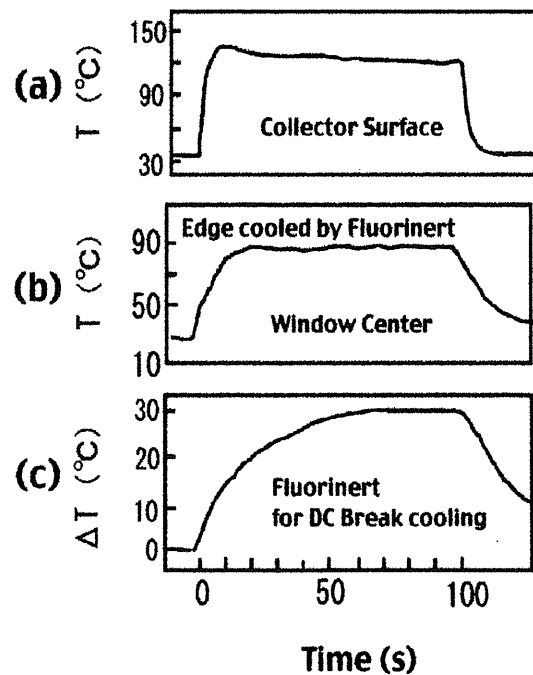 (a)
T (°C)
150
90
30
Collector Surface
(b)
T (°C)
90
50
10
Edge cooled by Fluorinert
Window Center
(c)
ΔT (°C)
30
20
10
0
Fluorinert
for DC Break cooling
0 50 100
Time (s)